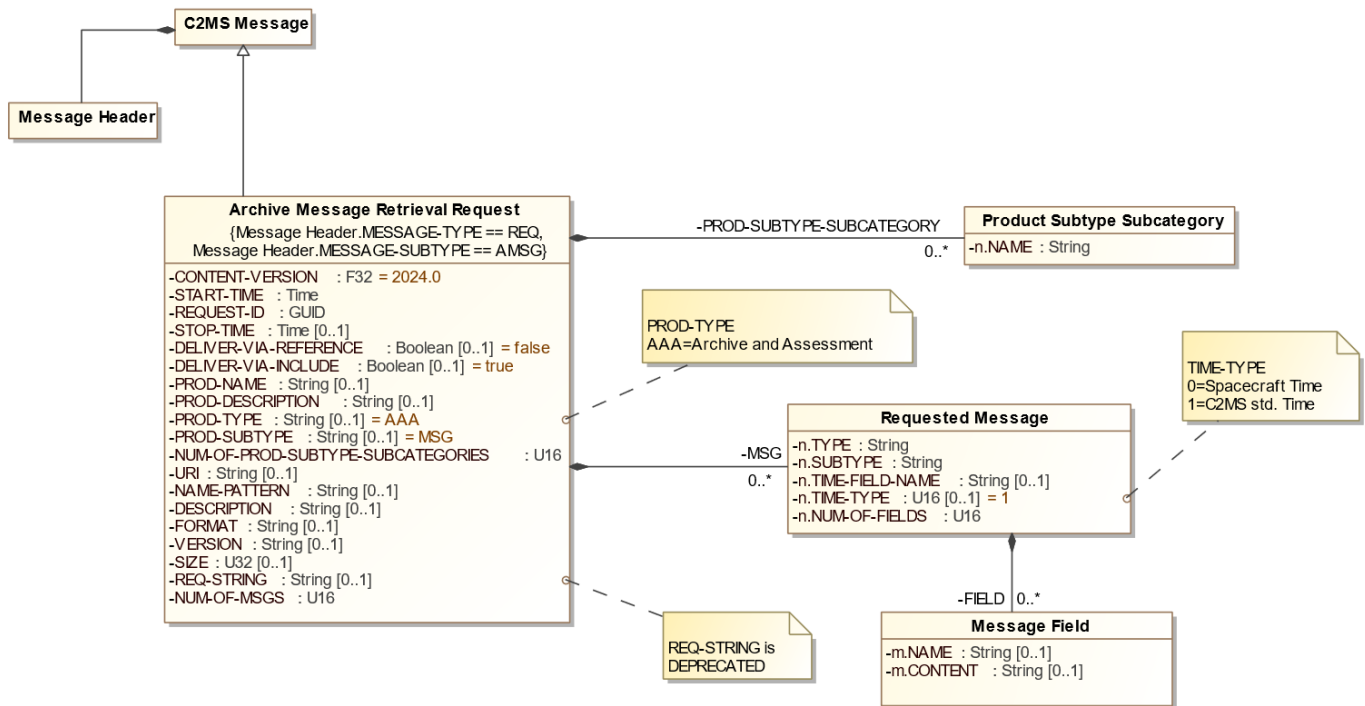 C2MS Message
Message Header
Archive Message Retrieval Request
{Message Header.MESSAGE-TYPE == REQ,
Message Header.MESSAGE-SUBTYPE == AMSG}
-CONTENT-VERSION : F32 = 2024.0
-START-TIME : Time
-REQUEST-ID : GUID
-STOP-TIME : Time [0..1]
-DELIVER-VIA-REFERENCE : Boolean [0..1] = false
-DELIVER-VIA-INCLUDE : Boolean [0..1] = true
-PROD-NAME : String [0..1]
-PROD-DESCRIPTION : String [0..1]
-PROD-TYPE : String [0..1] = AAA
-PROD-SUBTYPE : String [0..1] = MSG
-NUM-OF-PROD-SUBTYPE-SUBCATEGORIES : U16
-URI : String [0..1]
-NAME-PATTERN : String [0..1]
-DESCRIPTION : String [0..1]
-FORMAT : String [0..1]
-VERSION : String [0..1]
-SIZE : U32 [0..1]
-REQ-STRING : String [0..1]
-NUM-OF-MSGS : U16
-PROD-SUBTYPE-SUBCATEGORY
0..*
Product Subtype Subcategory
-n.NAME : String
PROD-TYPE
AAA=Archive and Assessment
TIME-TYPE
0=Spacecraft Time
1=C2MS std. Time
-MSG
0..*
Requested Message
-n.TYPE : String
-n.SUBTYPE : String
-n.TIME-FIELD-NAME : String [0..1]
-n.TIME-TYPE : U16 [0..1] = 1
-n.NUM-OF-FIELDS : U16
-FIELD 0..*
Message Field
-m.NAME : String [0..1]
-m.CONTENT : String [0..1]
REQ-STRING is
DEPRECATED